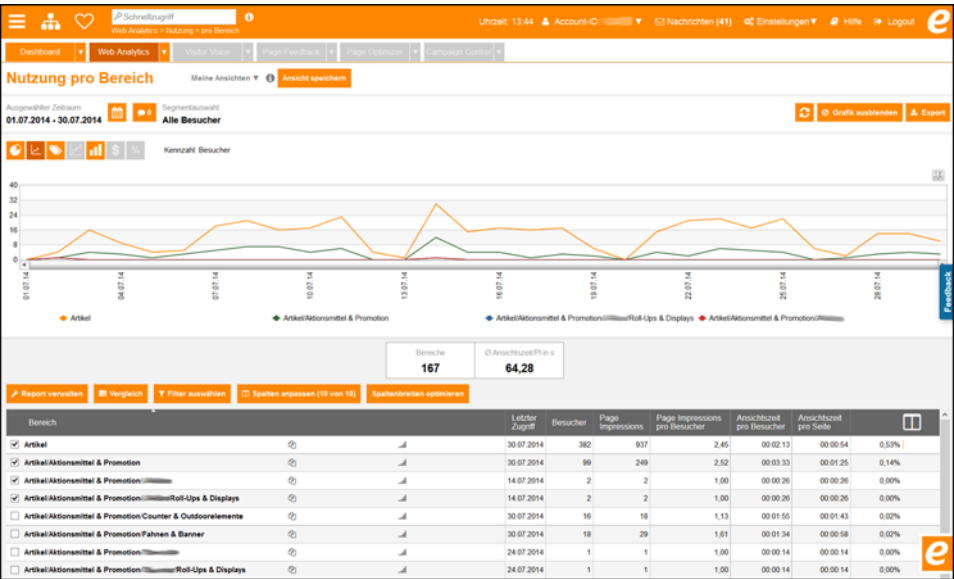 Schnellzugriff
Web Analytics > Nutzung > pro Bereich
Uhrzeit: 13:44 Account-ID: Nachrichten (41) Einstellungen Hilfe Logout
Dashboard Web Analytics Visitor Voice Page Feedback Page Optimizer Campaign Control
Nutzung pro Bereich Meine Ansichten Ansicht speichern
Ausgewählter Zeitraum Segmentauswahl
01.07.2014 - 30.07.2014 0 Alle Besucher
Grafik ausblenden Export
$ % Kennzahl: Besucher
40
32
24
16
8
0
01.07.14 04.07.14 07.07.14 10.07.14 13.07.14 16.07.14 19.07.14 22.07.14 25.07.14 28.07.14
Feedback
Artikel Artikel/Aktionsmittel & Promotion Artikel/Aktionsmittel & Promotion/ /Roll-Ups & Displays Artikel/Aktionsmittel & Promotion/
Bereiche Ø Ansichtszeit/PI in s
167 64,28
Report verwalten Vergleich Filter auswählen Spalten anpassen (10 von 10) Spaltenbreiten optimieren
Bereich Letzter Zugriff Besucher Page Impressions Page Impressions pro Besucher Ansichtszeit pro Besucher Ansichtszeit pro Seite
Artikel 30.07.2014 382 937 2,45 00:02:13 00:00:54 0,53%
Artikel/Aktionsmittel & Promotion 30.07.2014 99 249 2,52 00:03:33 00:01:25 0,14%
Artikel/Aktionsmittel & Promotion/ 14.07.2014 2 2 1,00 00:00:26 00:00:26 0,00%
Artikel/Aktionsmittel & Promotion/ Roll-Ups & Displays 14.07.2014 2 2 1,00 00:00:26 00:00:26 0,00%
Artikel/Aktionsmittel & Promotion/Counter & Outdoorelemente 30.07.2014 16 18 1,13 00:01:55 00:01:43 0,02%
Artikel/Aktionsmittel & Promotion/Fahnen & Banner 30.07.2014 18 29 1,61 00:01:34 00:00:58 0,02%
Artikel/Aktionsmittel & Promotion/ 24.07.2014 1 1 1,00 00:00:14 00:00:14 0,00%
Artikel/Aktionsmittel & Promotion/ /Roll-Ups & Displays 24.07.2014 1 1 1,00 00:00:14 00:00:14 0,00%